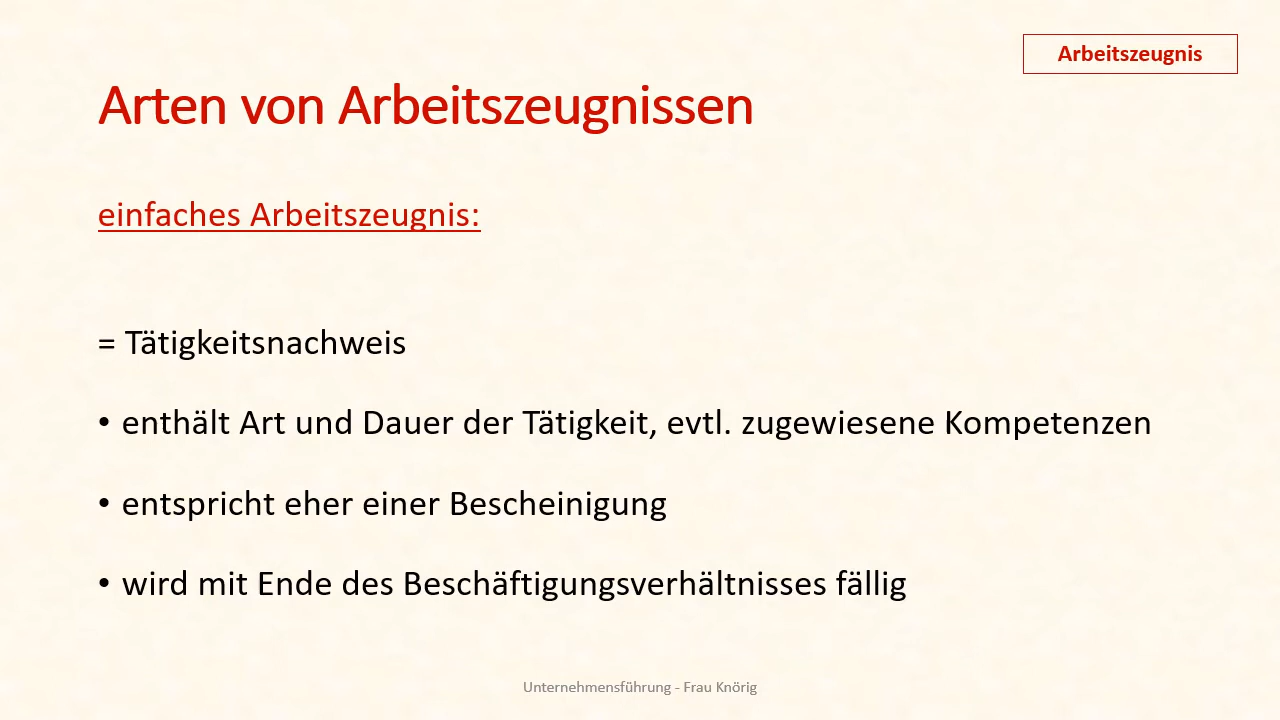 Arbeitszeugnis
Arten von Arbeitszeugnissen
einfaches Arbeitszeugnis:
= Tätigkeitsnachweis
• enthält Art und Dauer der Tätigkeit, evtl. zugewiesene Kompetenzen
• entspricht eher einer Bescheinigung
• wird mit Ende des Beschäftigungsverhältnisses fällig
Unternehmensführung - Frau Knörig